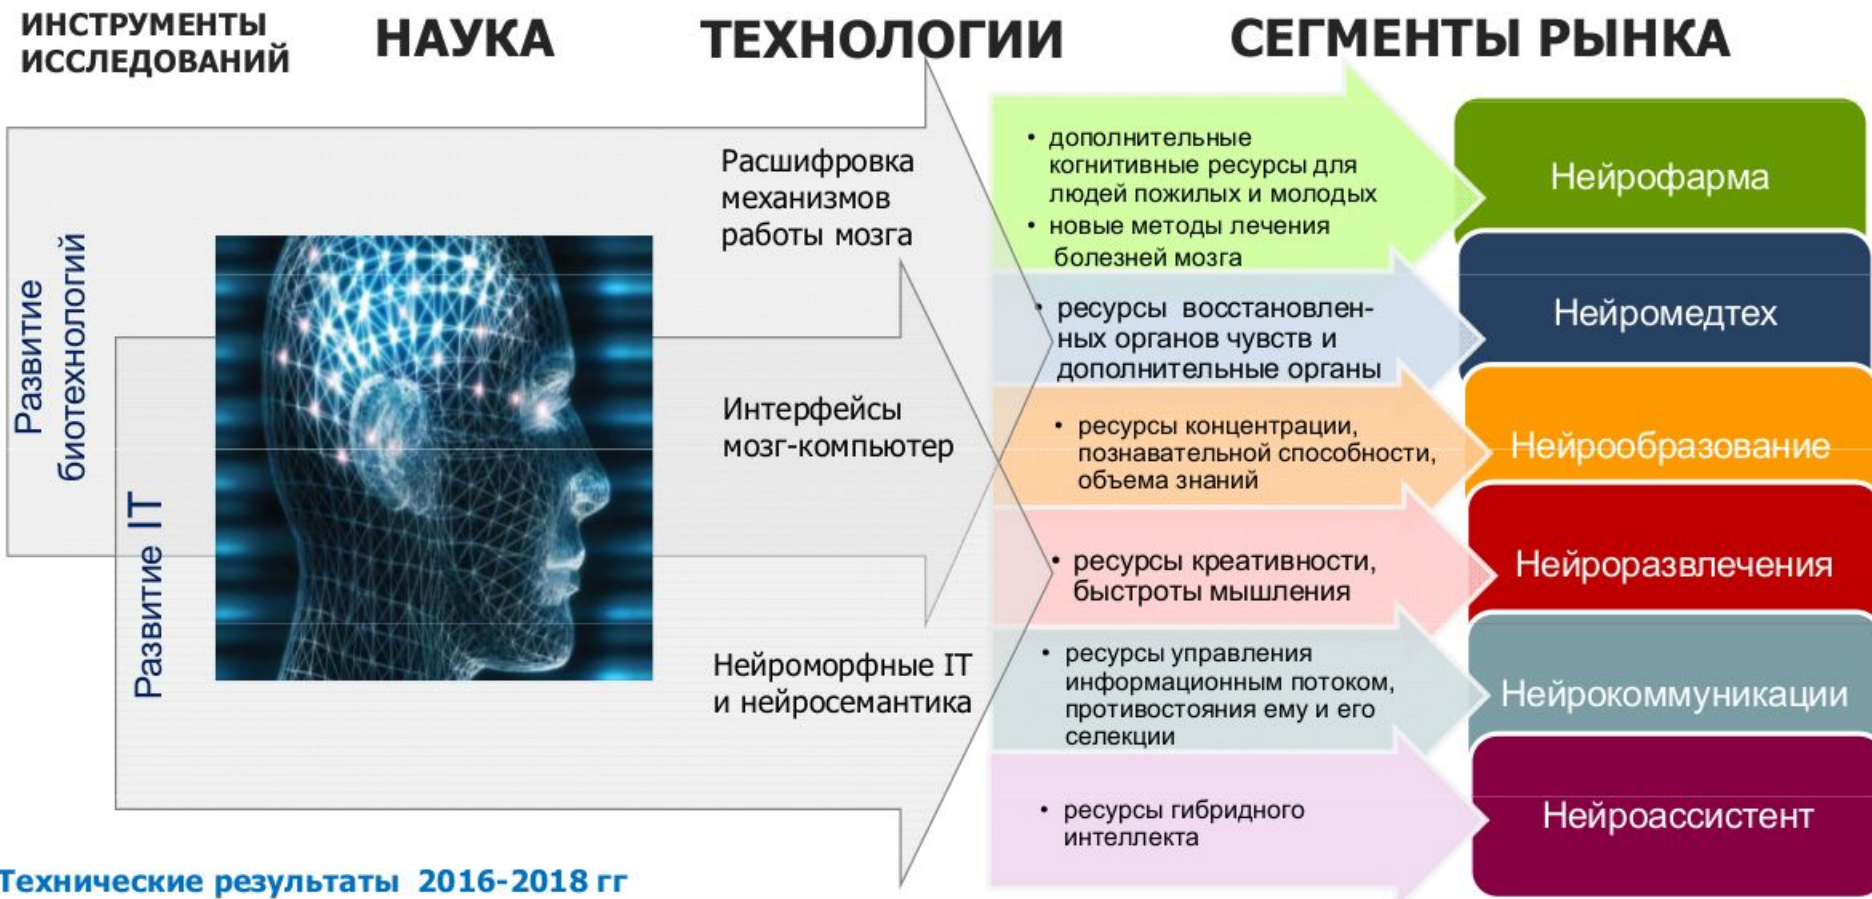 ИНСТРУМЕНТЫ
ИССЛЕДОВАНИЙ
НАУКА
ТЕХНОЛОГИИ
СЕГМЕНТЫ РЫНКА
Развитие
биотехнологий
Развитие IT
Расшифровка
механизмов
работы мозга
Интерфейсы
мозг-компьютер
Нейроморфные IT
и нейросемантика
• дополнительные
когнитивные ресурсы для
людей пожилых и молодых
• новые методы лечения
болезней мозга
Нейрофарма
• ресурсы восстановлен-
ных органов чувств и
дополнительные органы
Нейромедтех
• ресурсы концентрации,
познавательной способности,
объема знаний
Нейрообразование
• ресурсы креативности,
быстроты мышления
Нейроразвлечения
• ресурсы управления
информационным потоком,
противостояния ему и его
селекции
Нейрокоммуникации
• ресурсы гибридного
интеллекта
Нейроассистент
Технические результаты 2016-2018 гг